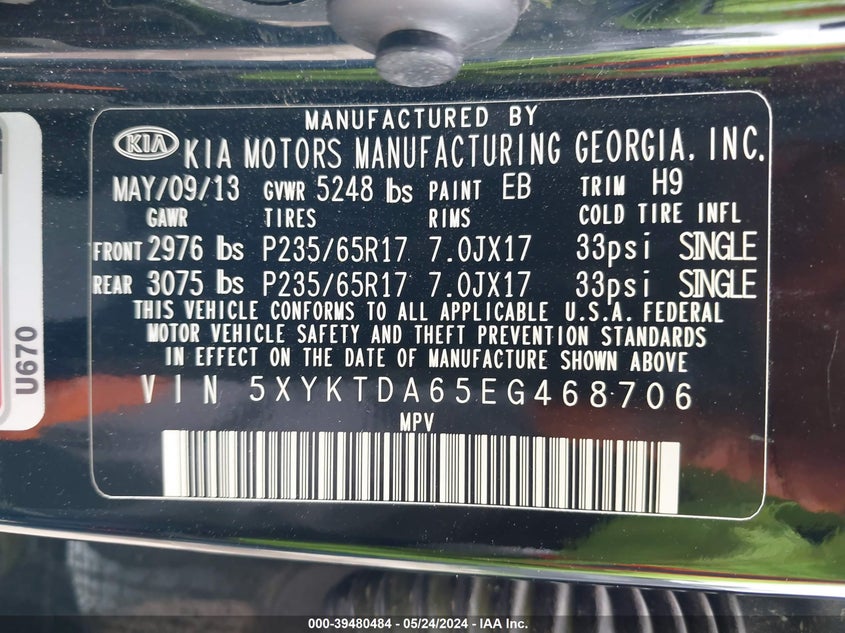 MANUFACTURED BY
KIA KIA MOTORS MANUFACTURING GEORGIA, INC.
MAY/09/13 GVWR 5248 lbs PAINT EB TRIM H9
GAWR TIRES RIMS COLD TIRE INFL
FRONT 2976 lbs P235/65R17 7.0JX17 33psi SINGLE
REAR 3075 lbs P235/65R17 7.0JX17 33psi SINGLE
THIS VEHICLE CONFORMS TO ALL APPLICABLE U.S.A. FEDERAL
MOTOR VEHICLE SAFETY AND THEFT PREVENTION STANDARDS
IN EFFECT ON THE DATE OF MANUFACTURE SHOWN ABOVE
VIN 5XYKTDA65EG468706
MPV
U670
000-39480484 • 05/24/2024 • IAA Inc.